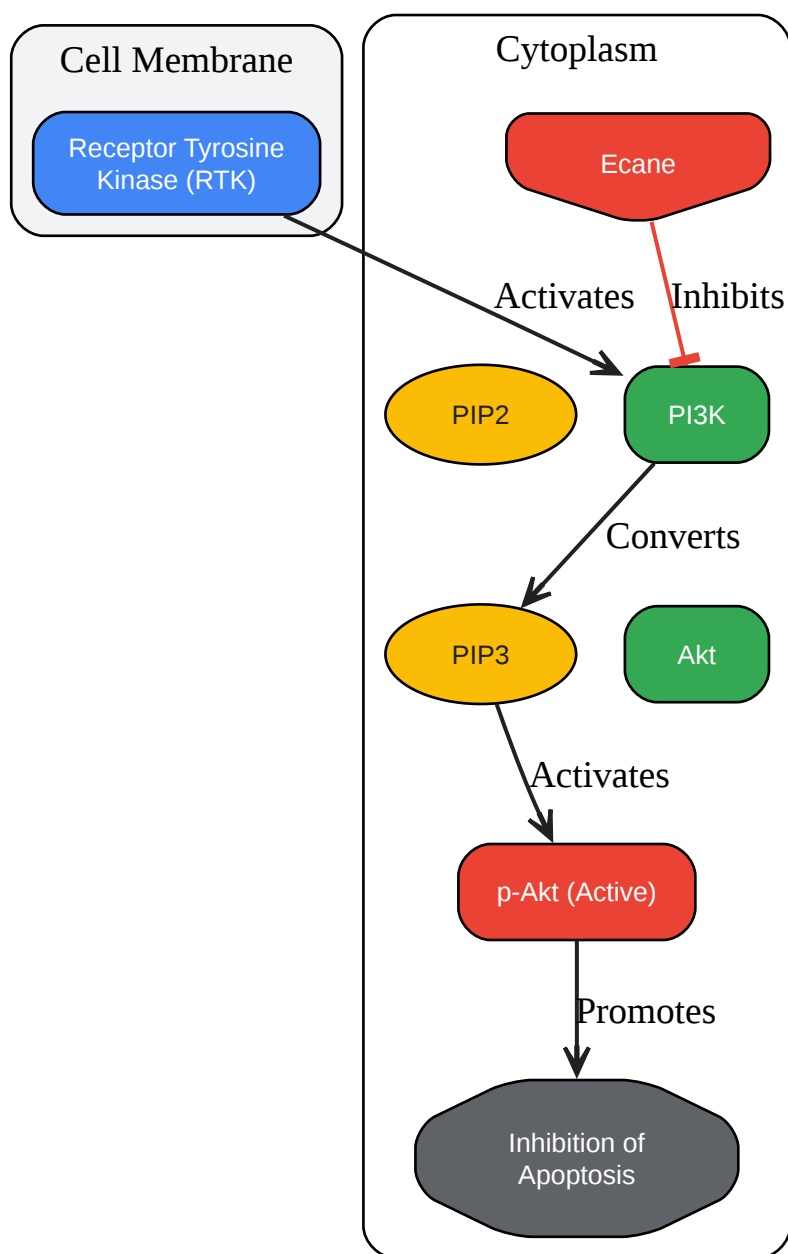 Cell Membrane
Cytoplasm
Receptor Tyrosine
Kinase (RTK)
Ecane
Activates
Inhibits
PIP2
PI3K
Converts
PIP3
Akt
Activates
p-Akt (Active)
Promotes
Inhibition of
Apoptosis